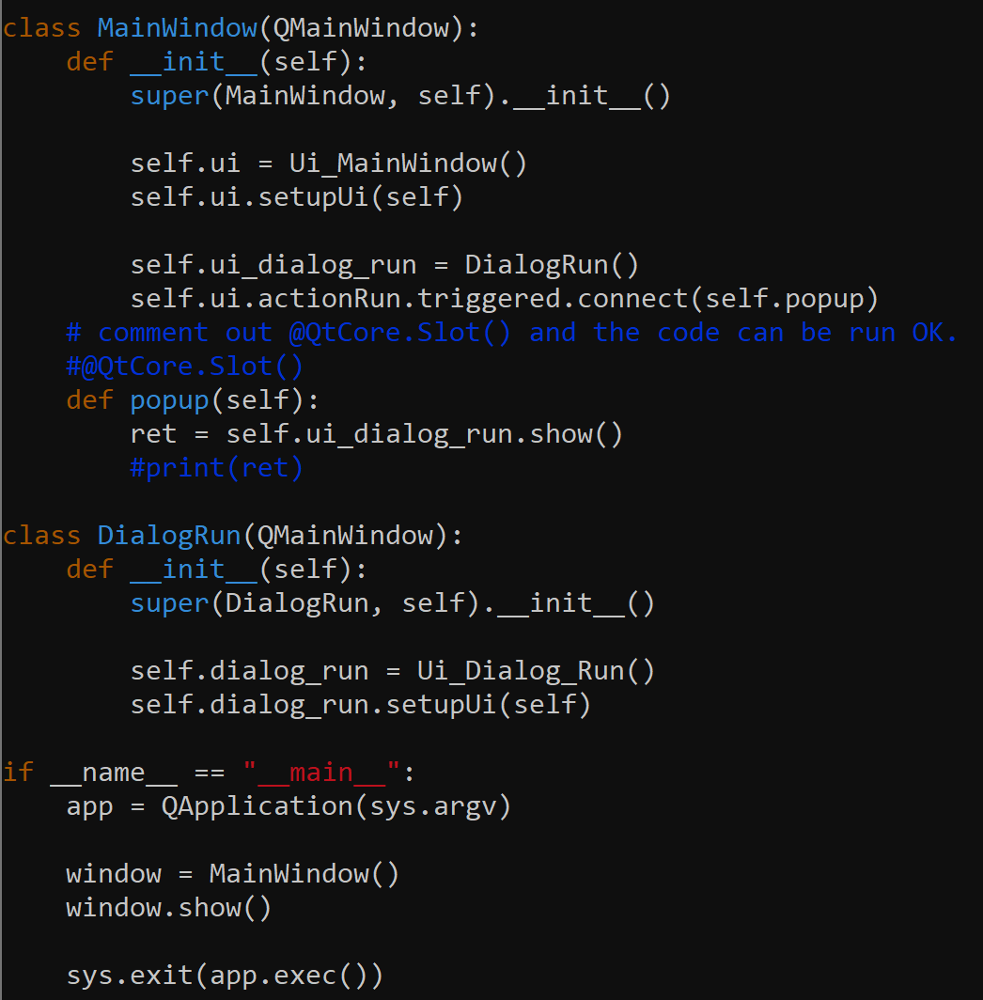 class MainWindow(QMainWindow):
    def __init__(self):
        super(MainWindow, self).__init__()

        self.ui = Ui_MainWindow()
        self.ui.setupUi(self)

        self.ui_dialog_run = DialogRun()
        self.ui.actionRun.triggered.connect(self.popup)
    # comment out @QtCore.Slot() and the code can be run OK.
    #@QtCore.Slot()
    def popup(self):
        ret = self.ui_dialog_run.show()
        #print(ret)

class DialogRun(QMainWindow):
    def __init__(self):
        super(DialogRun, self).__init__()

        self.dialog_run = Ui_Dialog_Run()
        self.dialog_run.setupUi(self)

if __name__ == "__main__":
    app = QApplication(sys.argv)

    window = MainWindow()
    window.show()

    sys.exit(app.exec())